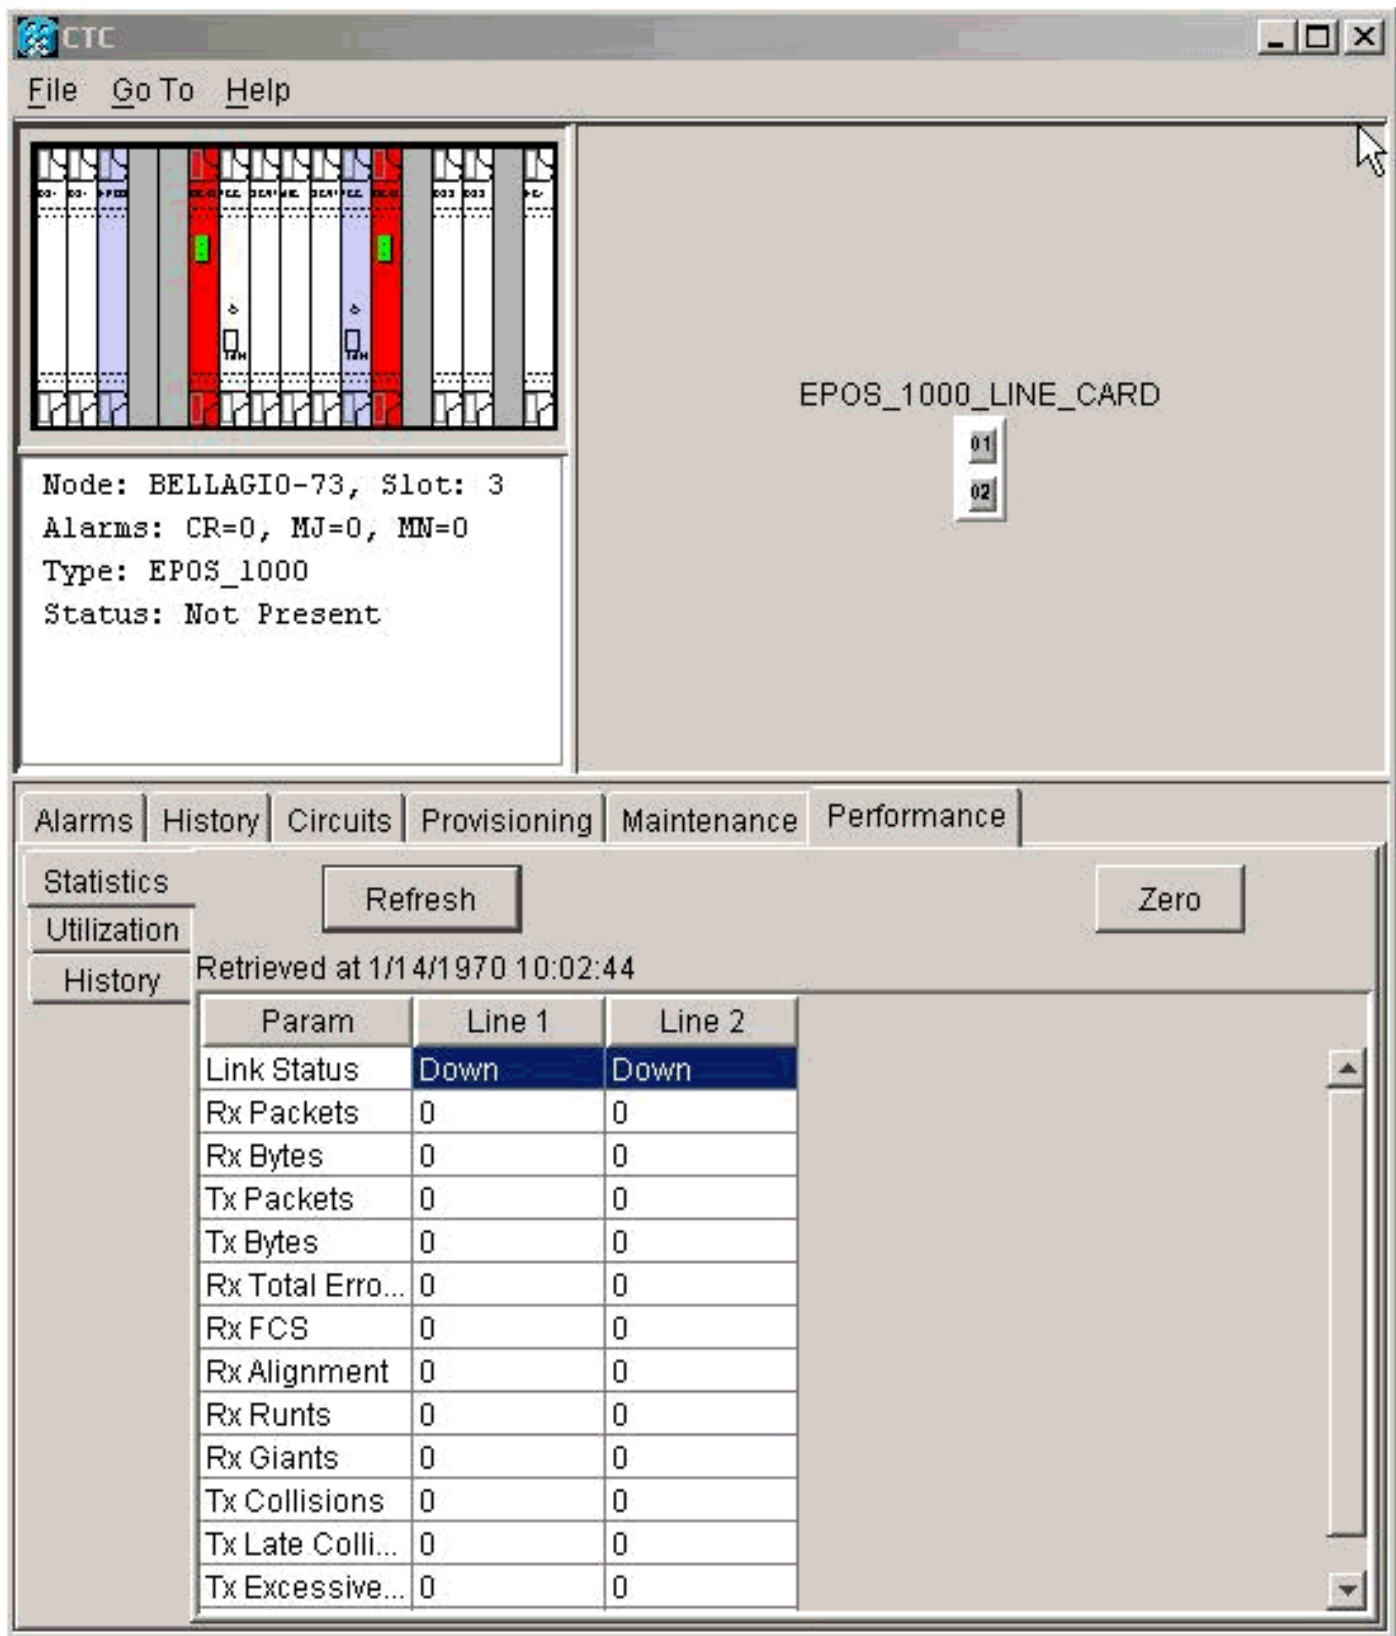 CTC
File Go To Help
EPOS_1000_LINE_CARD
01
02
Node: BELLAGIO-73, Slot: 3
Alarms: CR=0, MJ=0, MN=0
Type: EPOS_1000
Status: Not Present
Alarms History Circuits Provisioning Maintenance Performance
Statistics
Utilization
History
Refresh Zero
Retrieved at 1/14/1970 10:02:44
Param Line 1 Line 2
Link Status Down Down
Rx Packets 0 0
Rx Bytes 0 0
Tx Packets 0 0
Tx Bytes 0 0
Rx Total Erro... 0 0
Rx FCS 0 0
Rx Alignment 0 0
Rx Runts 0 0
Rx Giants 0 0
Tx Collisions 0 0
Tx Late Colli... 0 0
Tx Excessive... 0 0